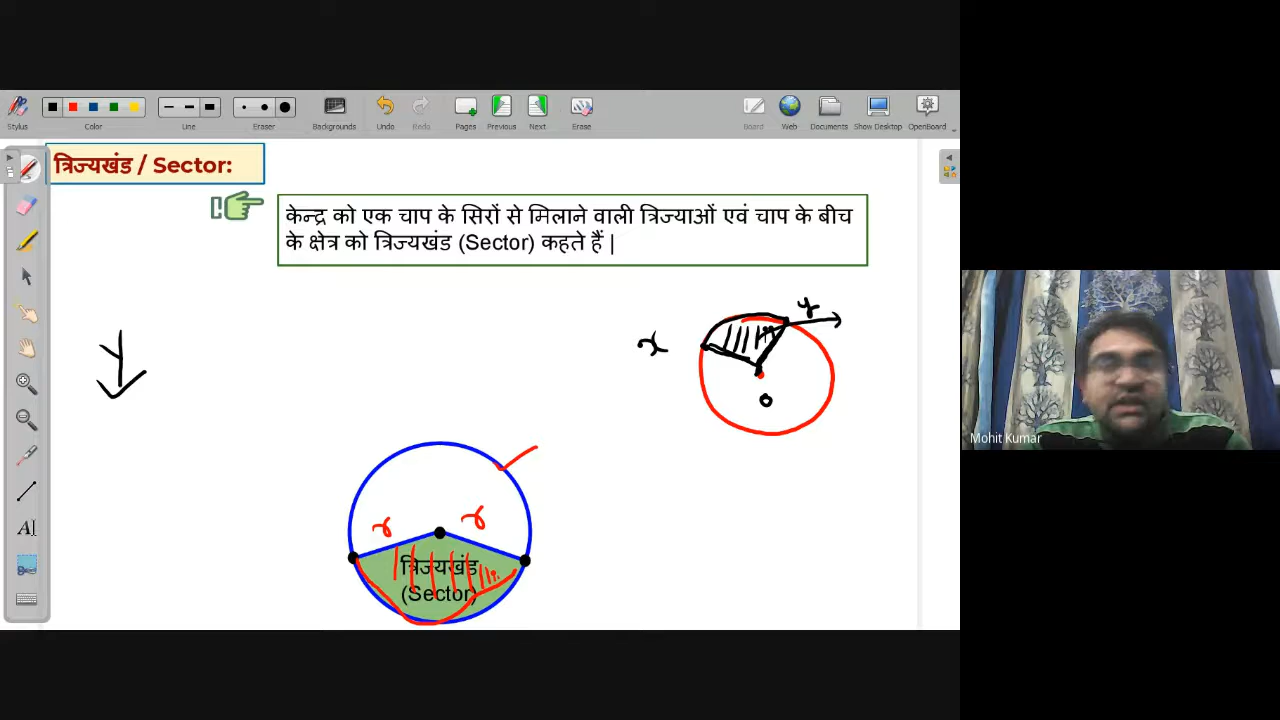 Stylus
Color
Line
Eraser
Backgrounds
Undo
Redo
Pages
Previous
Next
Erase
Board
Web
Documents
Show Desktop
OpenBoard
त्रिज्यखंड / Sector:
केन्द्र को एक चाप के सिरों से मिलाने वाली त्रिज्याओं एवं चाप के बीच
के क्षेत्र को त्रिज्यखंड (Sector) कहते हैं |
x
y
o
r
r
त्रिज्यखंड
(Sector)
Mohit Kumar
A